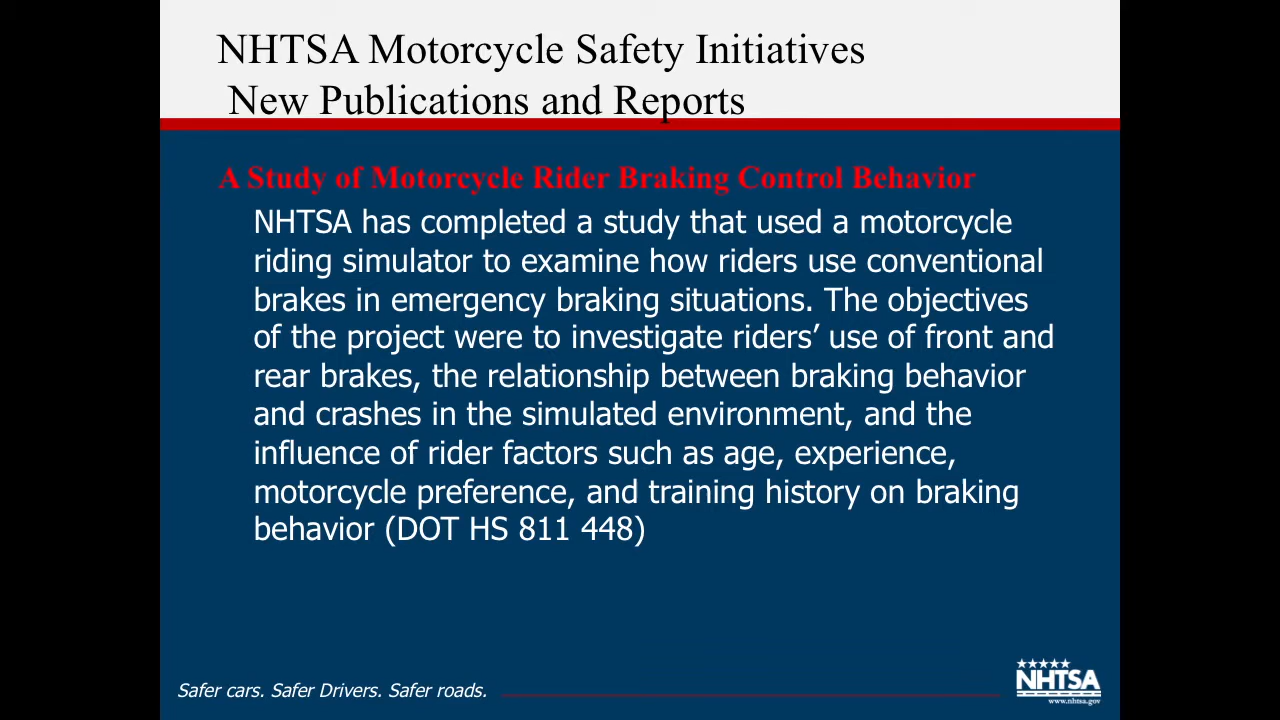 NHTSA Motorcycle Safety Initiatives
New Publications and Reports
A Study of Motorcycle Rider Braking Control Behavior
NHTSA has completed a study that used a motorcycle
riding simulator to examine how riders use conventional
brakes in emergency braking situations. The objectives
of the project were to investigate riders’ use of front and
rear brakes, the relationship between braking behavior
and crashes in the simulated environment, and the
influence of rider factors such as age, experience,
motorcycle preference, and training history on braking
behavior (DOT HS 811 448)
Safer cars. Safer Drivers. Safer roads.
NHTSA
www.nhtsa.gov